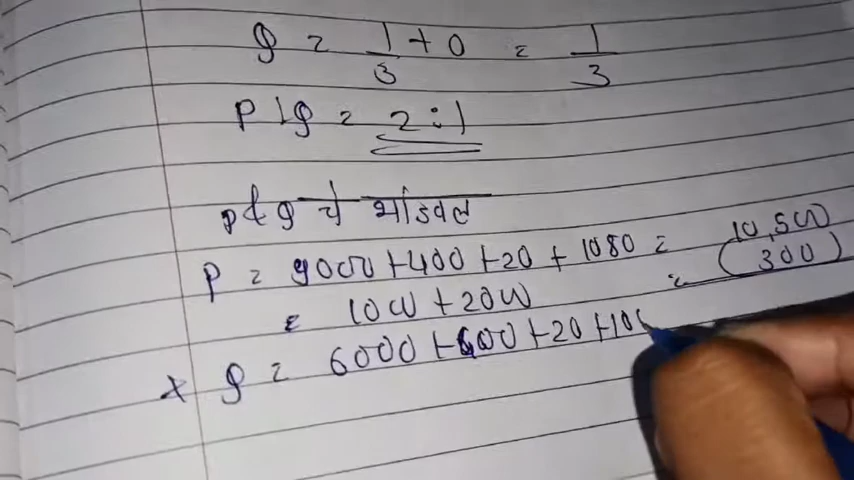 φ = 1/3 + 0 = 1/3
P : φ = 2 : 1
P व φ चे भांडवल
P = 9000 + 400 + 20 + 1080 = 10,500
= 1000 + 2000 = (300)
x φ = 6000 + 600 + 20 + 10